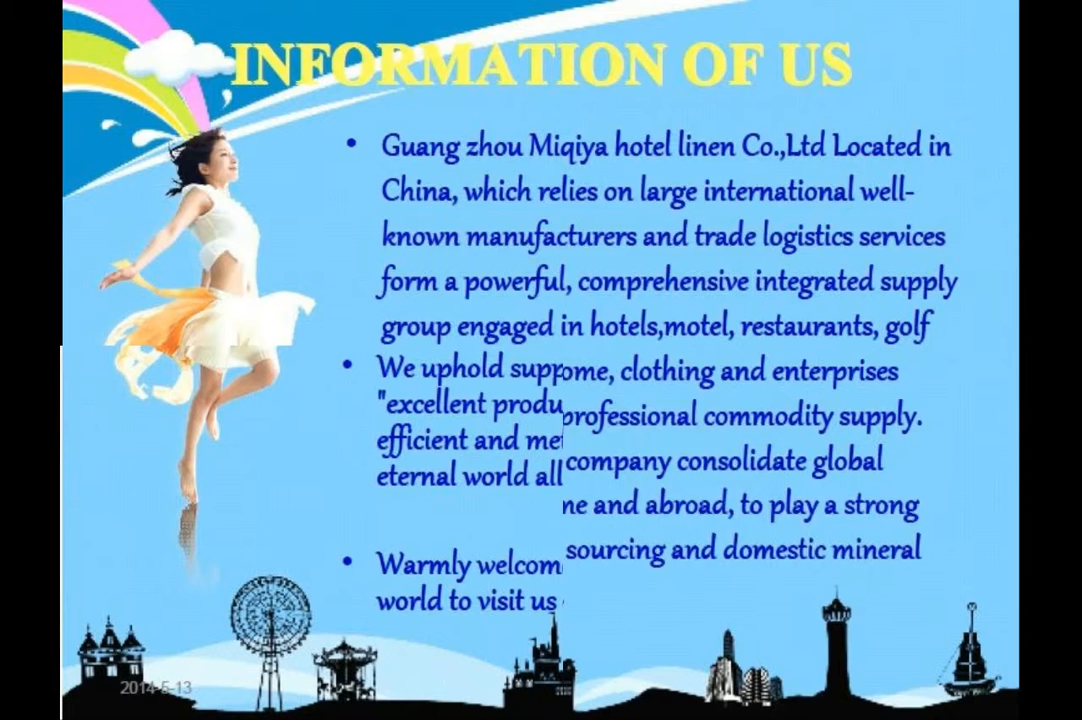 INFORMATION OF US
• Guang zhou Miqiya hotel linen Co.,Ltd Located in
China, which relies on large international well-
known manufacturers and trade logistics services
form a powerful, comprehensive integrated supply
group engaged in hotels,motel, restaurants, golf
ome, clothing and enterprises
professional commodity supply.
company consolidate global
ne and abroad, to play a strong
sourcing and domestic mineral
• We uphold supp
"excellent produ
efficient and me
eternal world all
• Warmly welcom
world to visit us
2014-5-13